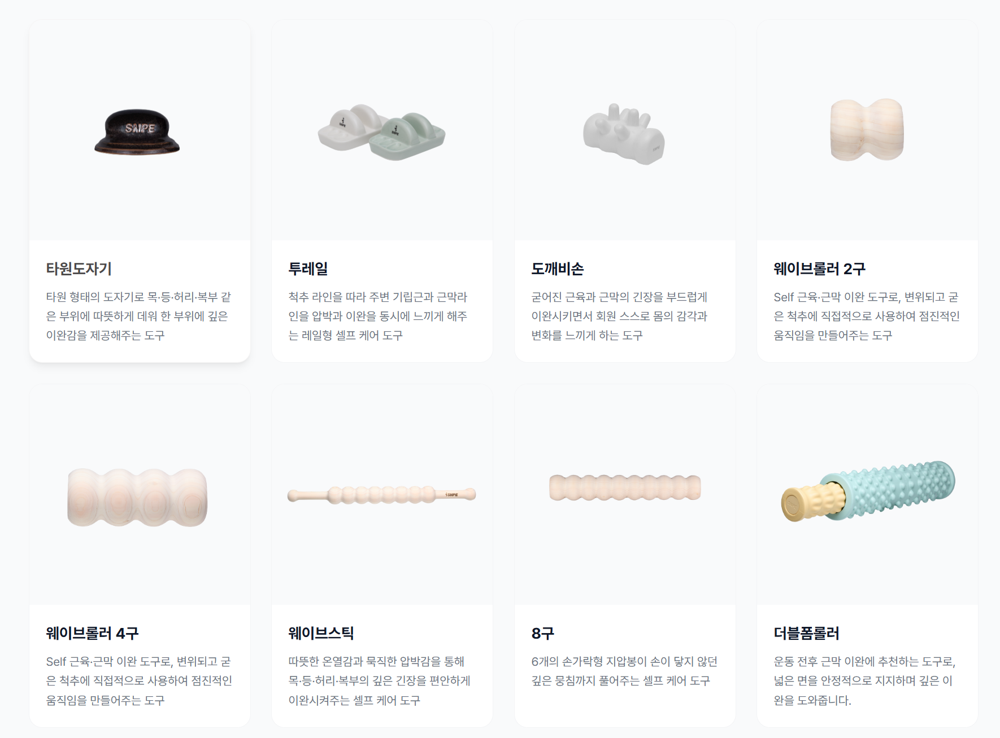 SNPE
SNPE
SNPE
SNPE
타원도자기
타원 형태의 도자기로 목·등·허리·복부 같
은 부위에 따뜻하게 데워 한 부위에 깊은
이완감을 제공해주는 도구
투레일
척추 라인을 따라 주변 기립근과 근막라
인을 압박과 이완을 동시에 느끼게 해주
는 레일형 셀프 케어 도구
도깨비손
굳어진 근육과 근막의 긴장을 부드럽게
이완시키면서 회원 스스로 몸의 감각과
변화를 느끼게 하는 도구
웨이브롤러 2구
Self 근육·근막 이완 도구로, 변위되고 굳
은 척추에 직접적으로 사용하여 점진적인
움직임을 만들어주는 도구
SNPE
웨이브롤러 4구
Self 근육·근막 이완 도구로, 변위되고 굳
은 척추에 직접적으로 사용하여 점진적인
움직임을 만들어주는 도구
웨이브스틱
따뜻한 온열감과 묵직한 압박감을 통해
목·등·허리·복부의 깊은 긴장을 편안하게
이완시켜주는 셀프 케어 도구
8구
6개의 손가락형 지압봉이 손이 닿지 않던
깊은 뭉침까지 풀어주는 셀프 케어 도구
더블폼롤러
운동 전후 근막 이완에 추천하는 도구로,
넓은 면을 안정적으로 지지하며 깊은 이
완을 도와줍니다.